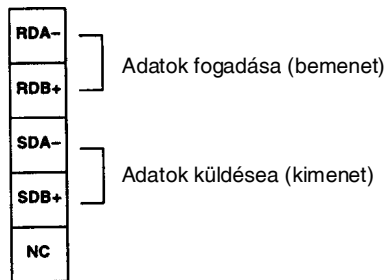 RDA−
Adatok fogadása (bemenet)
RDB+
SDA−
Adatok küldésea (kimenet)
SDB+
NC